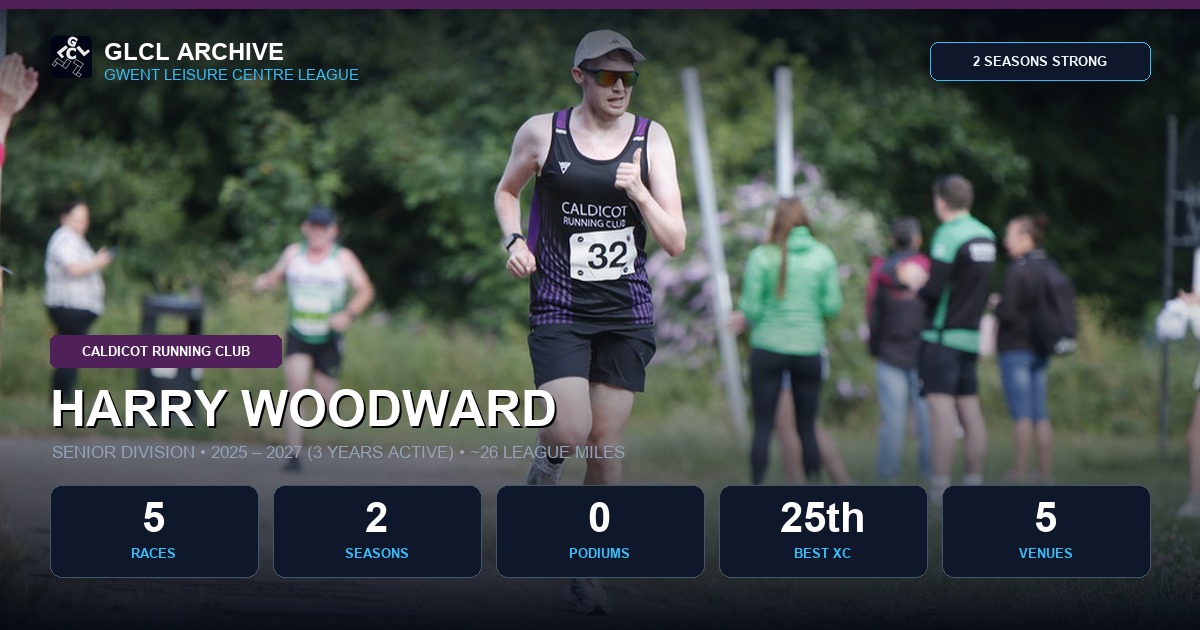 GLCL ARCHIVE
GWENT LEISURE CENTRE LEAGUE
2 SEASONS STRONG
CALDICOT
RUNNING CLUB
32
CALDICOT RUNNING CLUB
HARRY WOODWARD
SENIOR DIVISION • 2025 – 2027 (3 YEARS ACTIVE) • ~26 LEAGUE MILES
5
RACES
2
SEASONS
0
PODIUMS
25th
BEST XC
5
VENUES